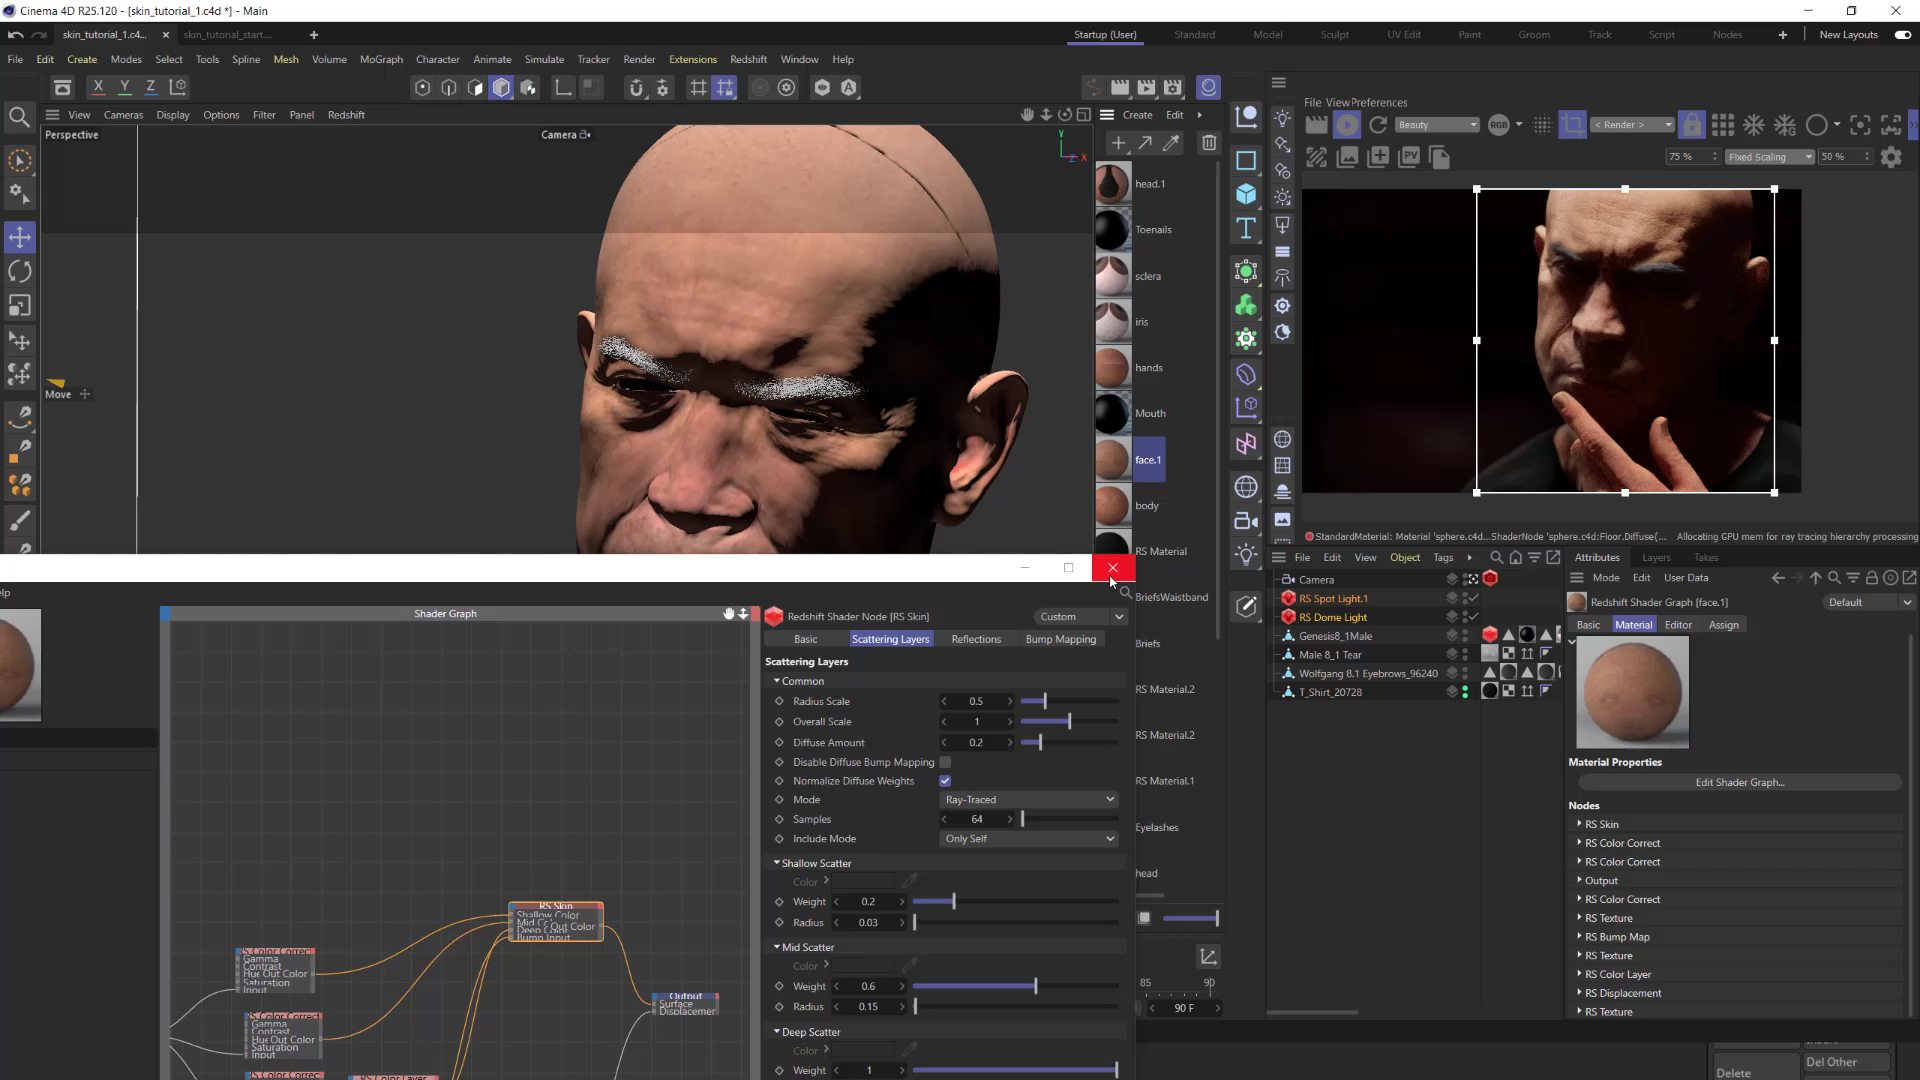 Cinema 4D R25.120 - [skin_tutorial_1.c4d *] - Main
skin_tutorial_1.c4... skin_tutorial_start.... Startup (User) Standard Model Sculpt UV Edit Paint Groom Track Script Nodes New Layouts
File Edit Create Modes Select Tools Spline Mesh Volume MoGraph Character Animate Simulate Tracker Render Extensions Redshift Window Help
X Y Z
View Cameras Display Options Filter Panel Redshift
Perspective Camera
Y
Z X
Move
Create Edit
head.1
Toenails
sclera
iris
hands
Mouth
face.1
body
RS Material
BriefsWaistband
Briefs
RS Material.2
RS Material.2
RS Material.1
Eyelashes
head
85 90
90 F
File View Preferences
Beauty RGB < Render >
PV 75 % Fixed Scaling 50 %
StandardMaterial: Material 'sphere.c4d:ShaderNode 'sphere.c4d:Floor.Diffuse{... Allocating GPU mem for ray tracing hierarchy processing
File Edit View Object Tags
Camera
RS Spot Light.1
RS Dome Light
Genesis8_1Male
Male 8_1 Tear
Wolfgang 8.1 Eyebrows_96240
T_Shirt_20728
Attributes Layers Takes
Mode Edit User Data
Redshift Shader Graph [face.1] Default
Basic Material Editor Assign
Material Properties
Edit Shader Graph...
Nodes
RS Skin
RS Color Correct
RS Color Correct
Output
RS Color Correct
RS Texture
RS Bump Map
RS Texture
RS Color Layer
RS Displacement
RS Texture
Delete Del Other
elp
Shader Graph
RS Skin
Shallow Color
Out Color
Bump Input
Gamma
Contrast
Out Color
Saturation
Input
Gamma
Contrast
Out Color
Saturation
Input
Output
Surface
Displacemer
Redshift Shader Node [RS Skin] Custom
Basic Scattering Layers Reflections Bump Mapping
Scattering Layers
Common
Radius Scale 0.5
Overall Scale 1
Diffuse Amount 0.2
Disable Diffuse Bump Mapping
Normalize Diffuse Weights
Mode Ray-Traced
Samples 64
Include Mode Only Self
Shallow Scatter
Color
Weight 0.2
Radius 0.03
Mid Scatter
Color
Weight 0.6
Radius 0.15
Deep Scatter
Color
Weight 1